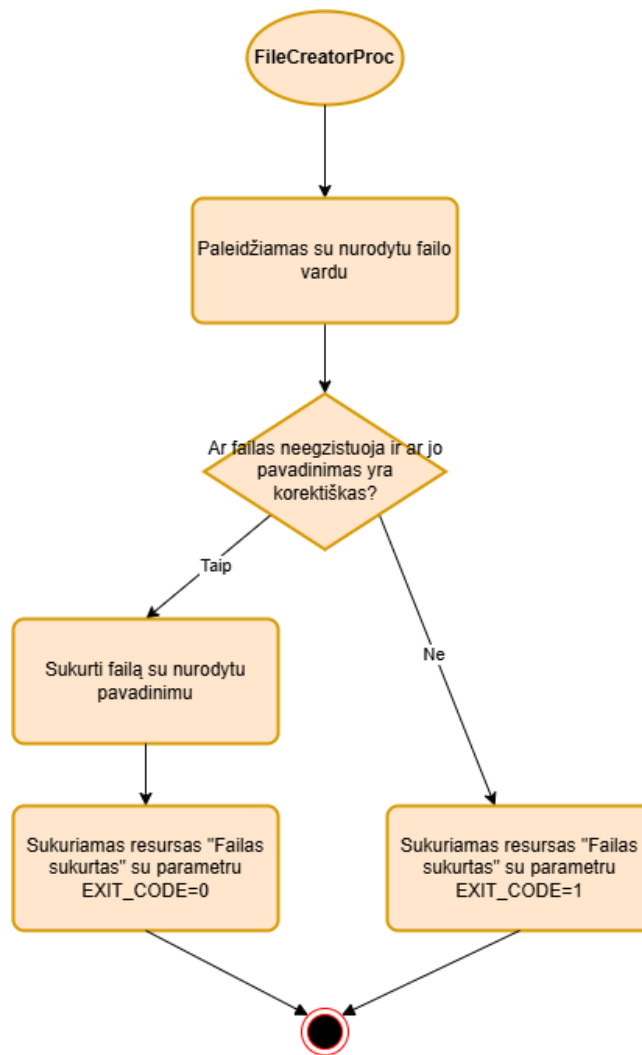 FileCreatorProc
Paleidžiamas su nurodytu failo
vardu
Ar failas neegzistuoja ir ar jo
pavadinimas yra
korektiškas?
Taip
Ne
Sukurti failą su nurodytu
pavadinimu
Sukuriamas resursas "Failas
sukurtas" su parametru
EXIT_CODE=0
Sukuriamas resursas "Failas
sukurtas" su parametru
EXIT_CODE=1